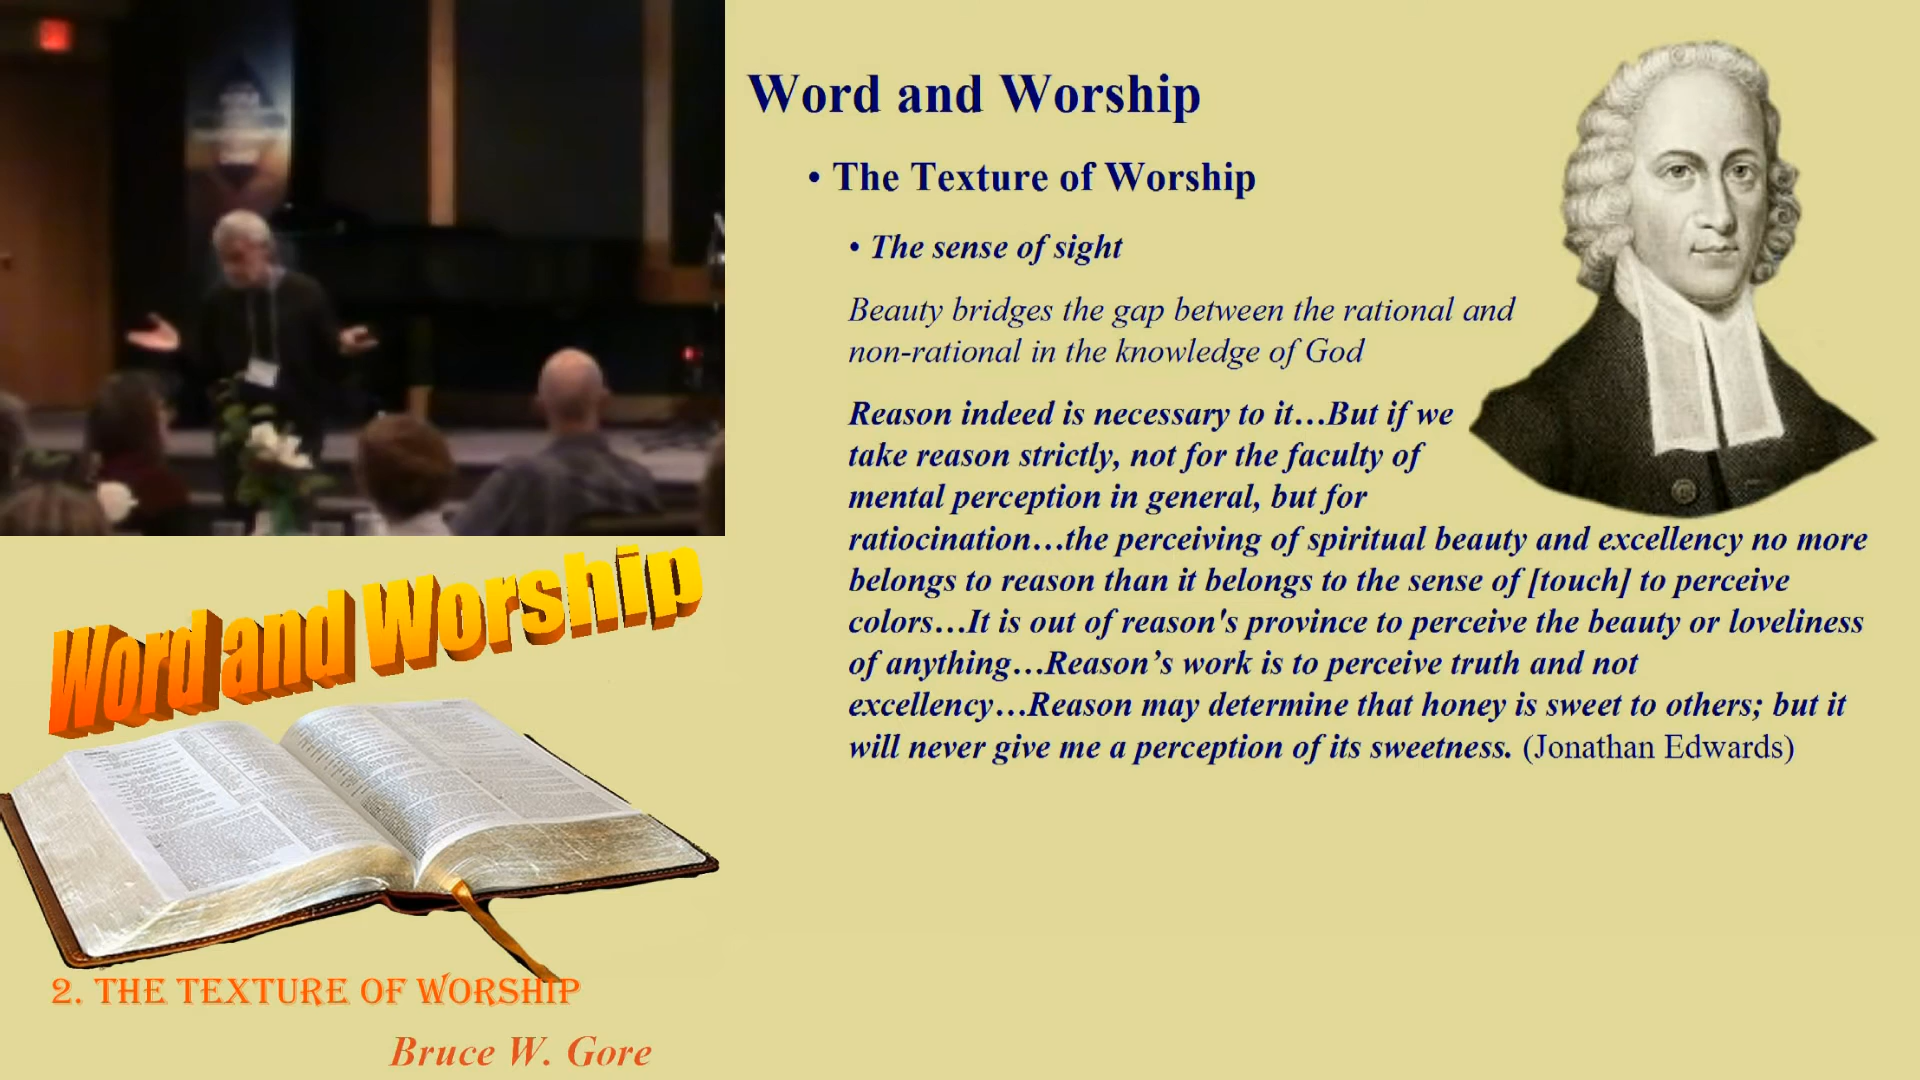 Word and Worship
• The Texture of Worship
• The sense of sight
Beauty bridges the gap between the rational and
non-rational in the knowledge of God
Reason indeed is necessary to it…But if we
take reason strictly, not for the faculty of
mental perception in general, but for
ratiocination…the perceiving of spiritual beauty and excellency no more
belongs to reason than it belongs to the sense of [touch] to perceive
colors…It is out of reason's province to perceive the beauty or loveliness
of anything…Reason’s work is to perceive truth and not
excellency…Reason may determine that honey is sweet to others; but it
will never give me a perception of its sweetness. (Jonathan Edwards)
Word and Worship
2. The Texture of Worship
Bruce W. Gore